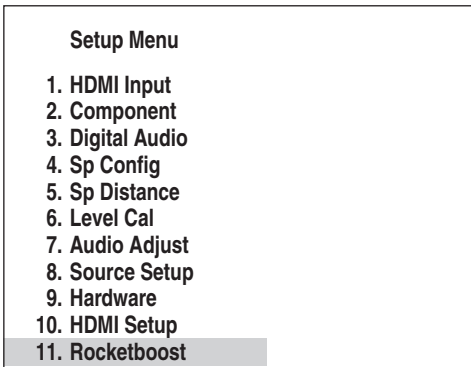 Setup Menu
1. HDMI Input
2. Component
3. Digital Audio
4. Sp Config
5. Sp Distance
6. Level Cal
7. Audio Adjust
8. Source Setup
9. Hardware
10. HDMI Setup
11. Rocketboost